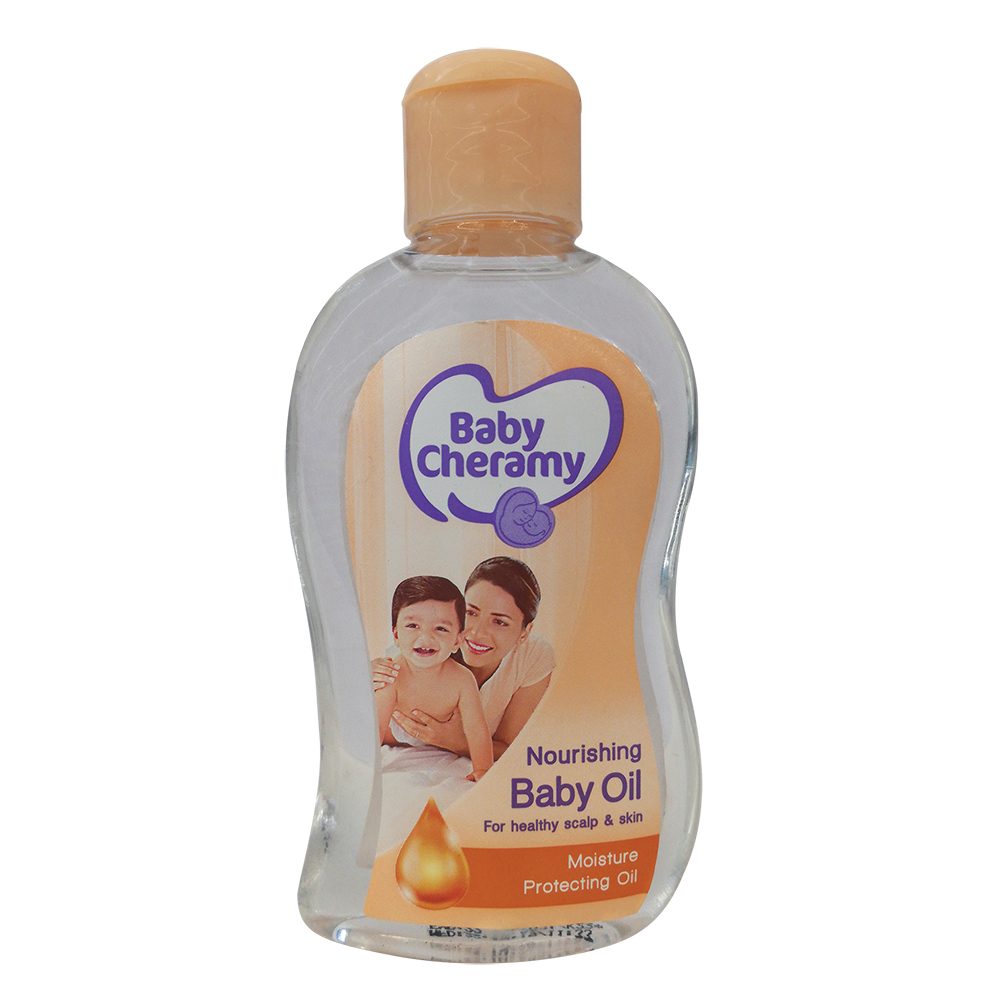 Baby
Cheramy
Nourishing
Baby Oil
For healthy scalp & skin
Moisture
Protecting Oil